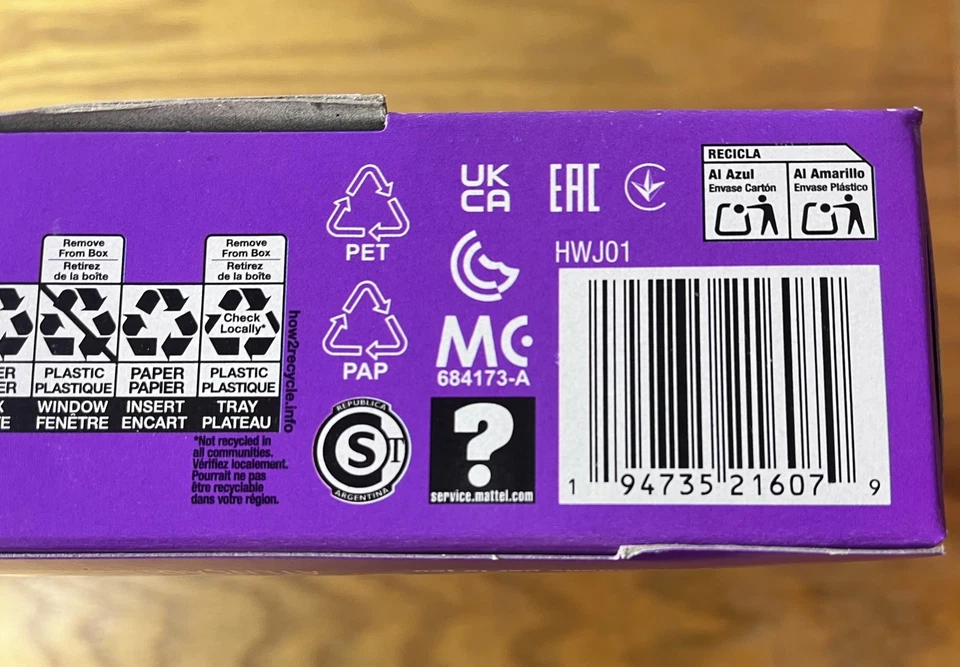 Remove
From Box
Retirez
de la boîte
PLASTIC
PLASTIQUE
WINDOW
FENÊTRE
PAPER
PAPIER
INSERT
ENCART
Remove
From Box
Retirez
de la boîte
Check
Locally*
PLASTIC
PLASTIQUE
TRAY
PLATEAU
how2recycle.info
*Not recycled in
all communities.
Vérifiez localement.
Pourrait ne pas
être recyclable
dans votre région.
PET
PAP
REPUBLICA
S
T
ARGENTINA
UK
CA
EAC
MC
684173-A
?
service.mattel.com
RECICLA
Al Azul
Envase Cartón
Al Amarillo
Envase Plástico
HWJ01
1 94735 21607 9